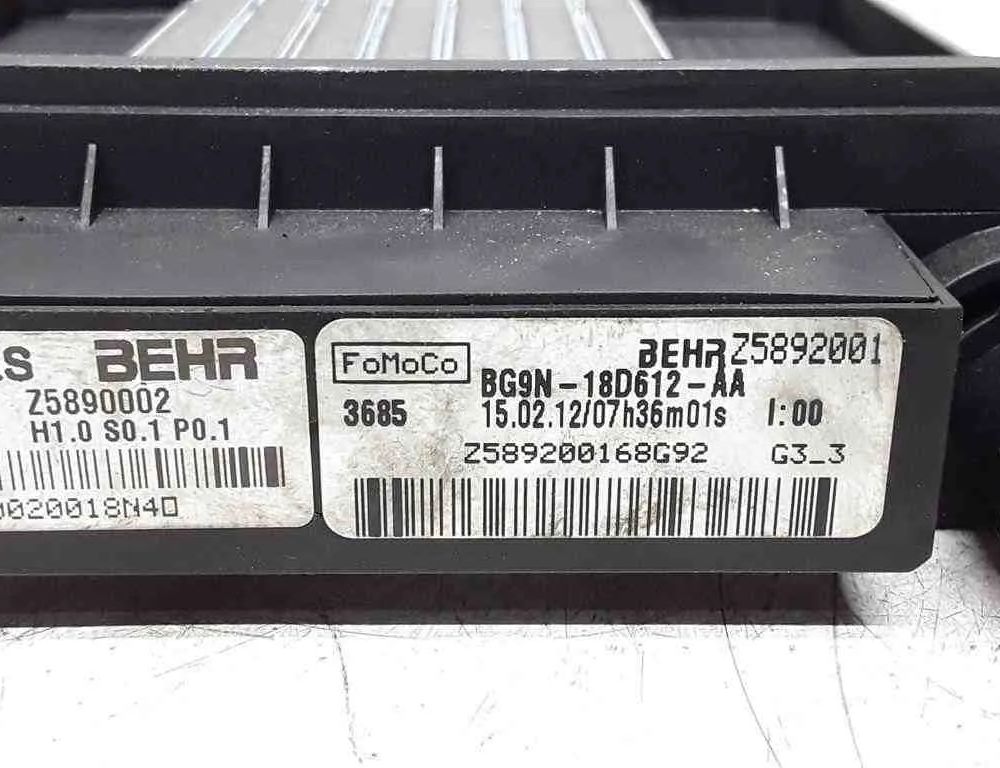 BEHR
Z5890002
H1.0 S0.1 P0.1
FoMoCo
BEHR Z5892001
BG9N-18D612-AA
3685
15.02.12/07h36m01s
I:00
Z589200168G92
G3_3